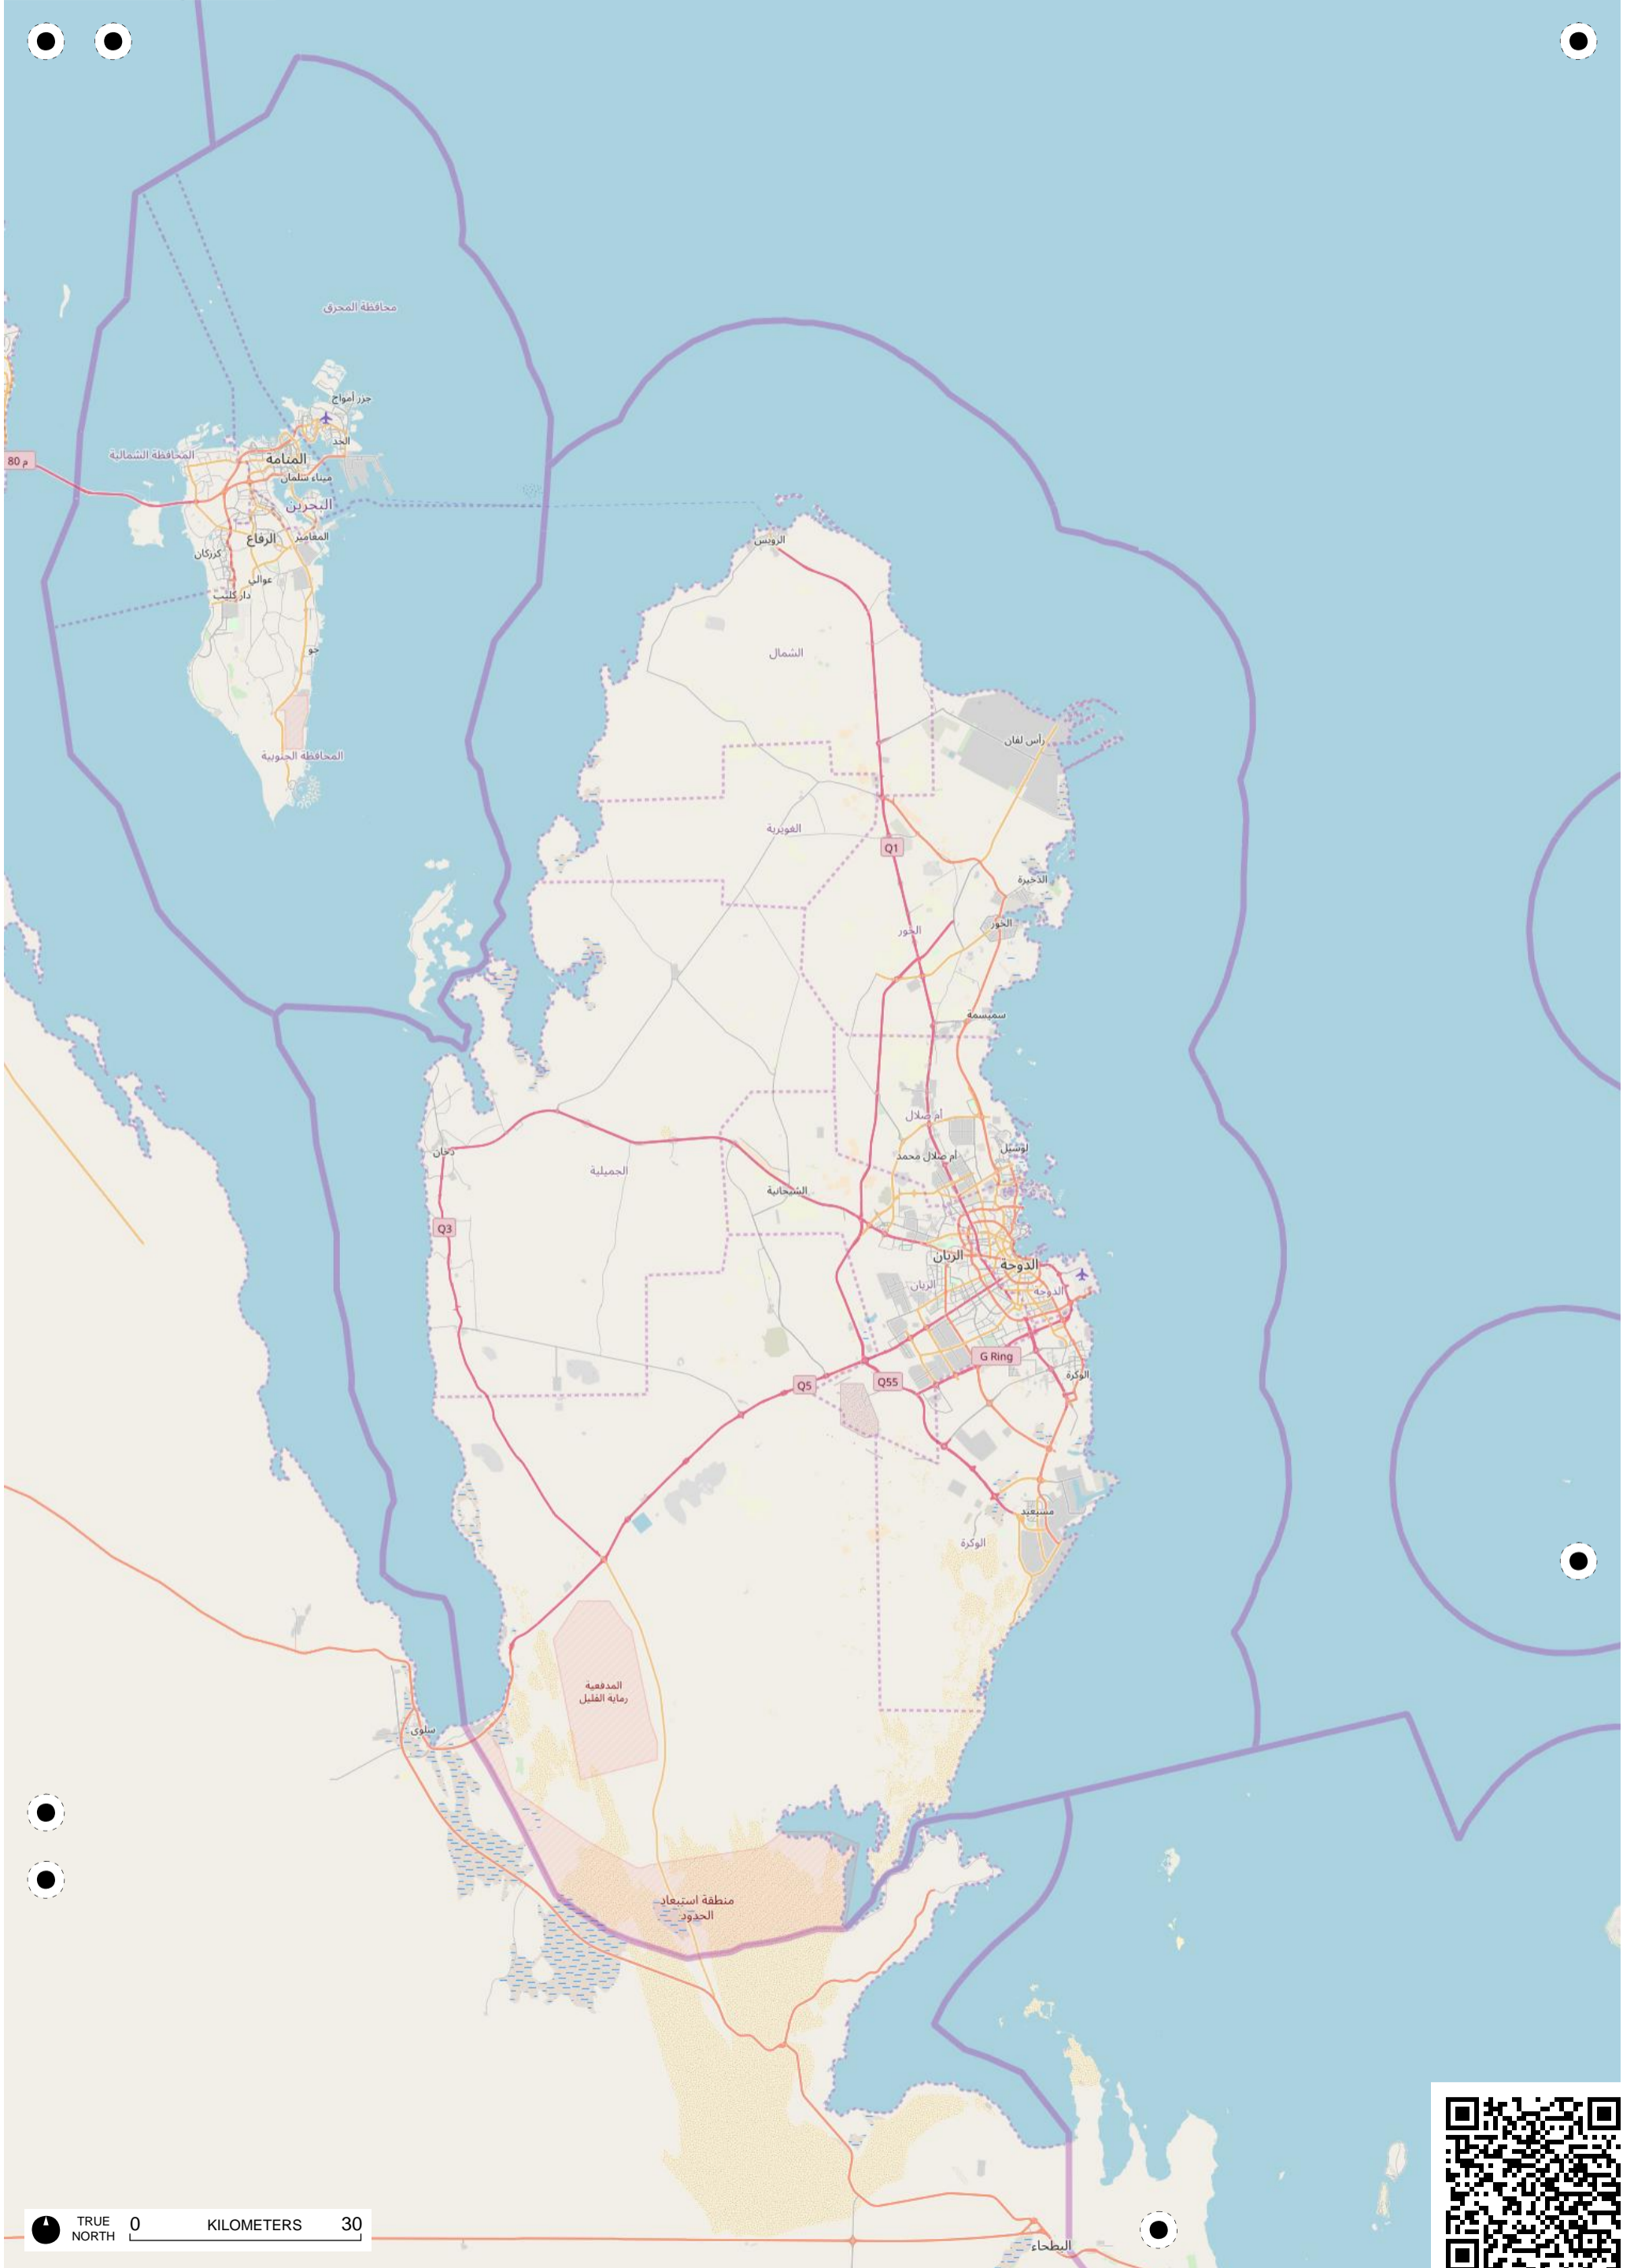 محافظة المحرق
جزر أمواج
الحد
المحافظة الشمالية
المنامة
80 م
ميناء سلمان
البحرين
المعامير
الرفاع
كرزكان
عوالي
دار كليب
جو
المحافظة الجنوبية
الرويس
الشمال
رأس لفان
الغويرية
Q1
الذخيرة
الخور
الخور
سميسمة
أم صلال
لوسيل
أم صلال محمد
دخان
الجميلية
الشيحانية
Q3
الريان
الدوحة
الريان
الدوحة
G Ring
الوكرة
Q5
Q55
مسيعيد
الوكرة
المدفعية
رماية القليل
سلوى
منطقة استبعاد
الحدود
TRUE
NORTH
0 KILOMETERS 30
البطحاء